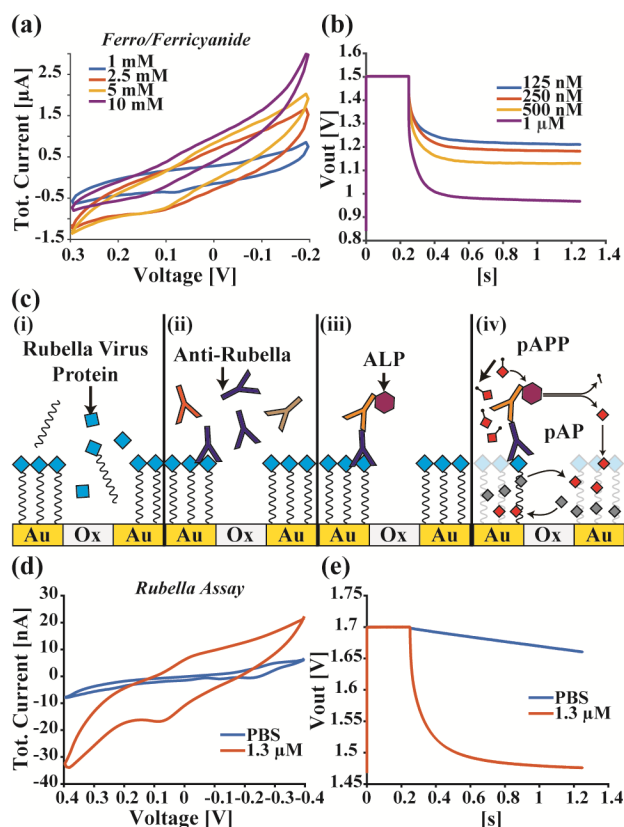 (a)
Ferro/Ferricyanide
1 mM
2.5 mM
5 mM
10 mM
2.5
1.5
0.5
-0.5
-1.5
Tot. Current [μA]
0.3 0.2 0.1 0 -0.1 -0.2
Voltage [V]
(b)
125 nM
250 nM
500 nM
1 μM
1.6
1.5
1.4
1.3
1.2
1.1
1
0.9
0.8
Vout [V]
0 0.2 0.4 0.6 0.8 1 1.2 1.4
[s]
(c)
(i) (ii) (iii) (iv)
Rubella Virus
Protein
Anti-Rubella
ALP
pAPP
pAP
Au Ox Au Au Ox Au Au Ox Au Au Ox Au
(d)
Rubella Assay
20
10
0
-10
-20
-30
-40
Tot. Current [nA]
PBS
1.3 μM
0.4 0.3 0.2 0.1 0 -0.1 -0.2 -0.3 -0.4
Voltage [V]
(e)
1.75
1.7
1.65
1.6
1.55
1.5
1.45
Vout [V]
PBS
1.3 μM
0 0.2 0.4 0.6 0.8 1 1.2 1.4
[s]